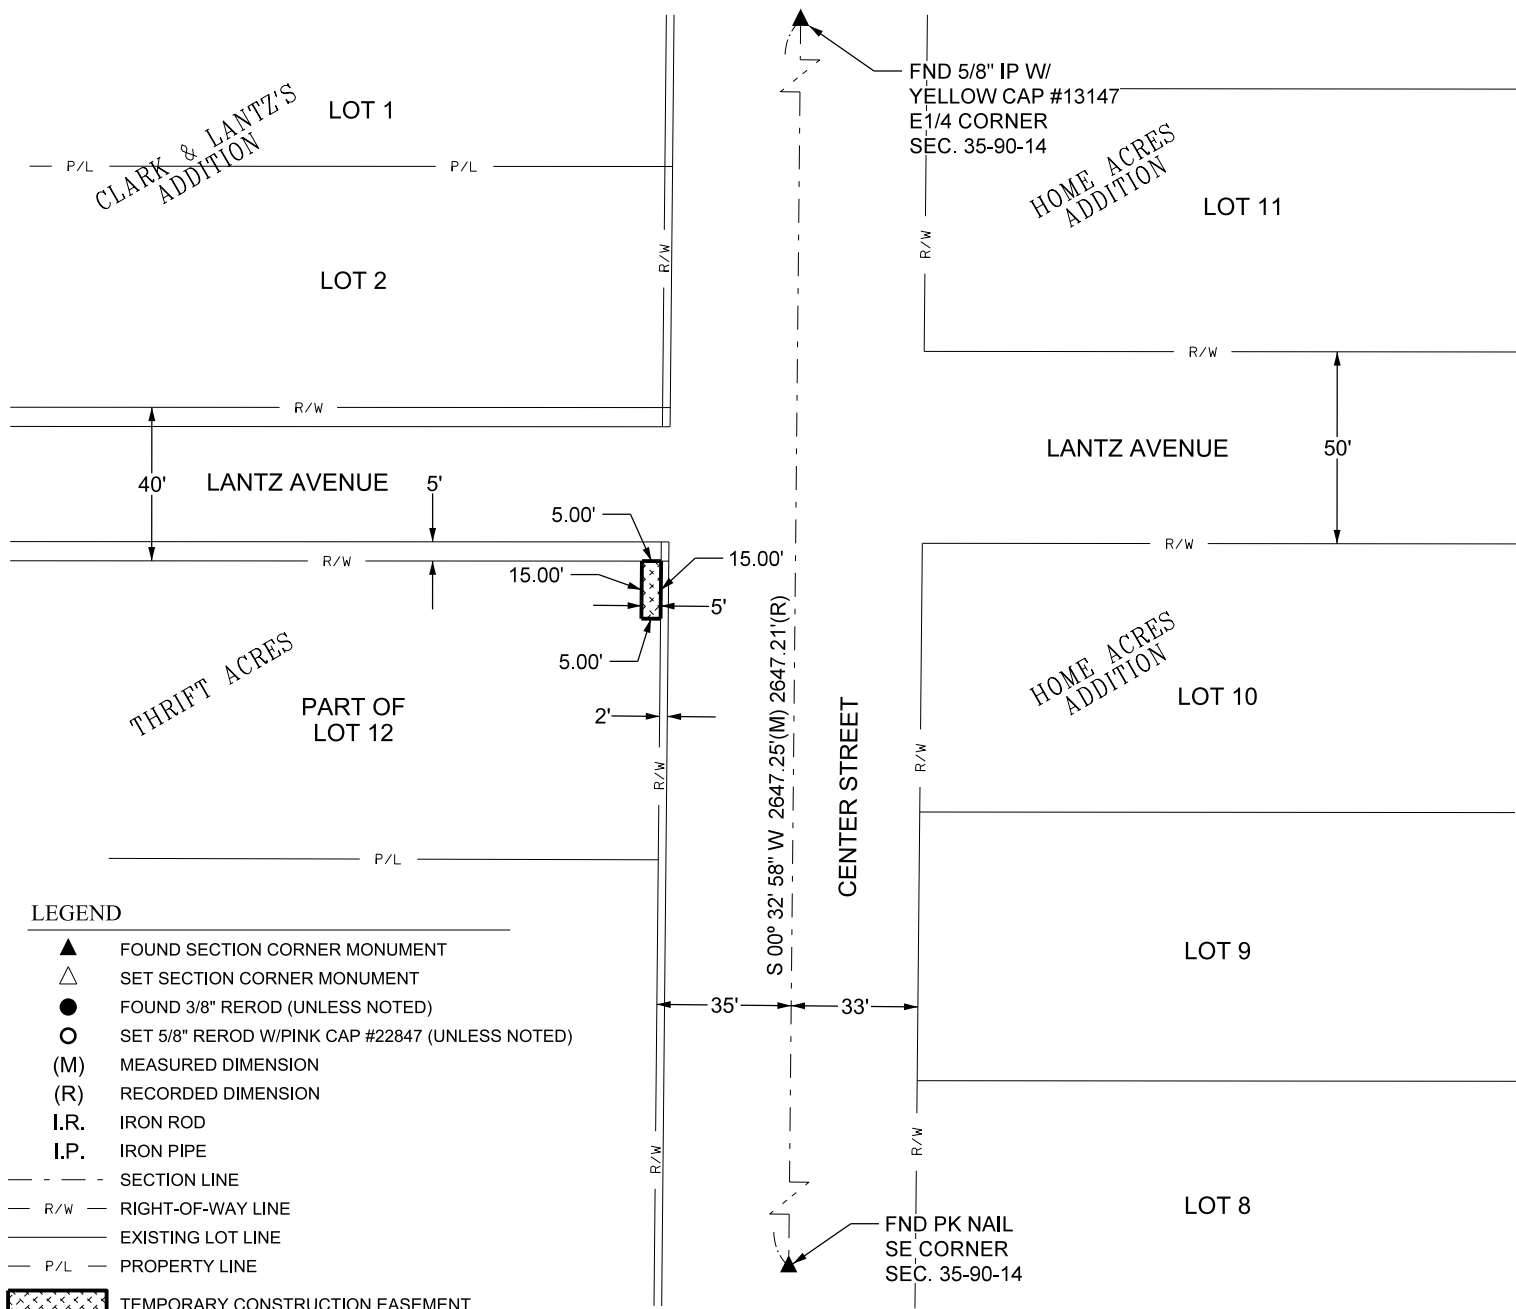 FND 5/8" IP W/
YELLOW CAP #13147
E1/4 CORNER
SEC. 35-90-14
LOT 1
CLARK & LANTZ'S
ADDITION
P/L
P/L
HOME ACRES
ADDITION
LOT 11
R/W
R/W
LOT 2
R/W
R/W
40'
LANTZ AVENUE
5'
LANTZ AVENUE
50'
5.00'
R/W
R/W
15.00'
15.00'
5'
5.00'
THRIFT ACRES
PART OF
LOT 12
2'
R/W
S 00° 32' 58" W 2647.25'(M) 2647.21'(R)
CENTER STREET
HOME ACRES
ADDITION
LOT 10
R/W
P/L
LOT 9
35'
33'
R/W
R/W
LOT 8
FND PK NAIL
SE CORNER
SEC. 35-90-14
LEGEND
FOUND SECTION CORNER MONUMENT
SET SECTION CORNER MONUMENT
FOUND 3/8" REROD (UNLESS NOTED)
SET 5/8" REROD W/PINK CAP #22847 (UNLESS NOTED)
(M) MEASURED DIMENSION
(R) RECORDED DIMENSION
I.R. IRON ROD
I.P. IRON PIPE
SECTION LINE
R/W RIGHT-OF-WAY LINE
EXISTING LOT LINE
P/L PROPERTY LINE
TEMPORARY CONSTRUCTION EASEMENT